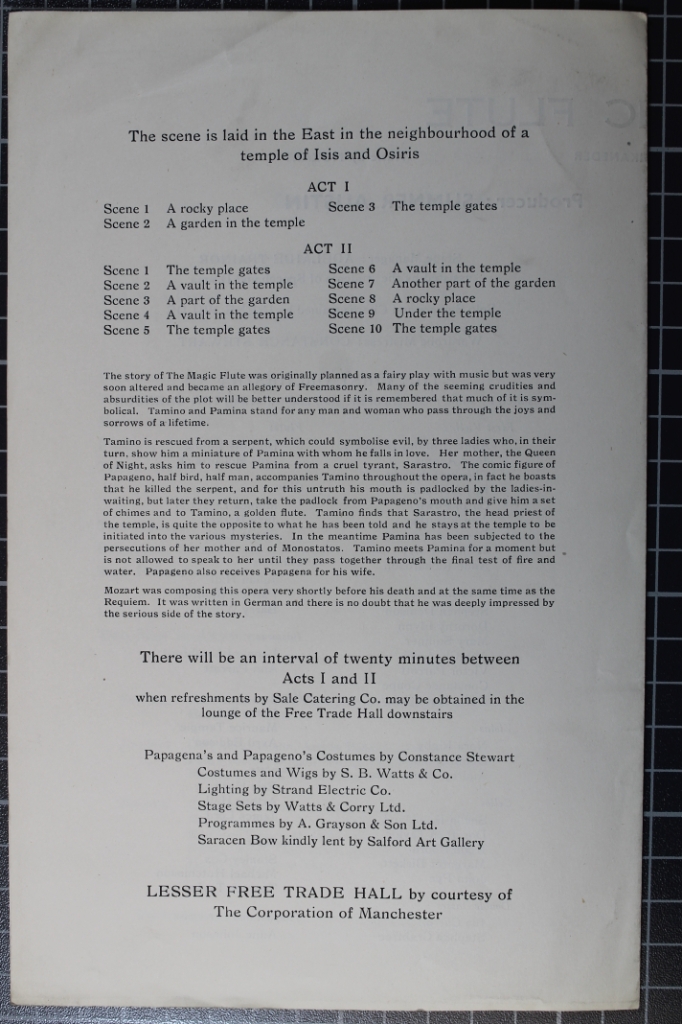 The scene is laid in the East in the neighbourhood of a
temple of Isis and Osiris
ACT I
Scene 1 A rocky place
Scene 2 A garden in the temple
Scene 3 The temple gates
ACT II
Scene 1 The temple gates
Scene 2 A vault in the temple
Scene 3 A part of the garden
Scene 4 A vault in the temple
Scene 5 The temple gates
Scene 6 A vault in the temple
Scene 7 Another part of the garden
Scene 8 A rocky place
Scene 9 Under the temple
Scene 10 The temple gates
The story of The Magic Flute was originally planned as a fairy play with music but was very
soon altered and became an allegory of Freemasonry. Many of the seeming crudities and
absurdities of the plot will be better understood if it is remembered that much of it is sym-
bolical. Tamino and Pamina stand for any man and woman who pass through the joys and
sorrows of a lifetime.
Tamino is rescued from a serpent, which could symbolise evil, by three ladies who, in their
turn, show him a miniature of Pamina with whom he falls in love. Her mother, the Queen
of Night, asks him to rescue Pamina from a cruel tyrant, Sarastro. The comic figure of
Papageno, half bird, half man, accompanies Tamino throughout the opera, in fact he boasts
that he killed the serpent, and for this untruth his mouth is padlocked by the ladies-in-
waiting, but later they return, take the padlock from Papageno's mouth and give him a set
of chimes and to Tamino, a golden flute. Tamino finds that Sarastro, the head priest of
the temple, is quite the opposite to what he has been told and he stays at the temple to be
initiated into the various mysteries. In the meantime Pamina has been subjected to the
persecutions of her mother and of Monostatos. Tamino meets Pamina for a moment but
is not allowed to speak to her until they pass together through the final test of fire and
water. Papageno also receives Papagena for his wife.
Mozart was composing this opera very shortly before his death and at the same time as the
Requiem. It was written in German and there is no doubt that he was deeply impressed by
the serious side of the story.
There will be an interval of twenty minutes between
Acts I and II
when refreshments by Sale Catering Co. may be obtained in the
lounge of the Free Trade Hall downstairs
Papagena's and Papageno's Costumes by Constance Stewart
Costumes and Wigs by S. B. Watts & Co.
Lighting by Strand Electric Co.
Stage Sets by Watts & Corry Ltd.
Programmes by A. Grayson & Son Ltd.
Saracen Bow kindly lent by Salford Art Gallery
LESSER FREE TRADE HALL by courtesy of
The Corporation of Manchester